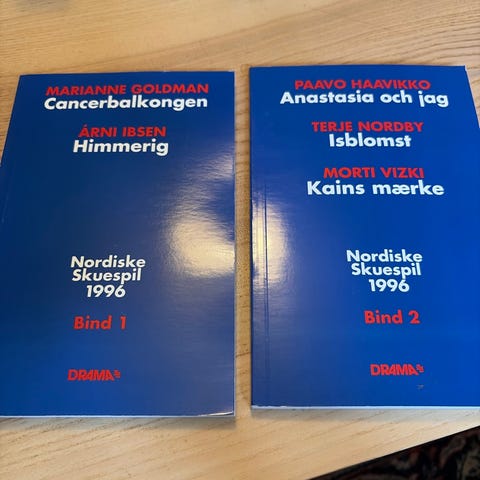 MARIANNE GOLDMAN
Cancerbalkongen
ÁRNI IBSEN
Himmerig
Nordiske
Skuespil
1996
Bind 1
DRAMA
PAAVO HAAVIKKO
Anastasia och jag
TERJE NORDBY
Isblomst
MORTI VIZKI
Kains mærke
Nordiske
Skuespil
1996
Bind 2
DRAMA